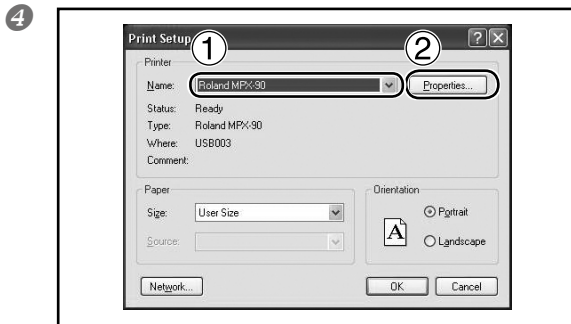 4
Print Setup
1
2
Printer
Name: Roland MPX-90 Properties...
Status: Ready
Type: Roland MPX-90
Where: USB003
Comment:
Paper
Size: User Size
Source:
Orientation
A
Portrait
Landscape
Network... OK Cancel